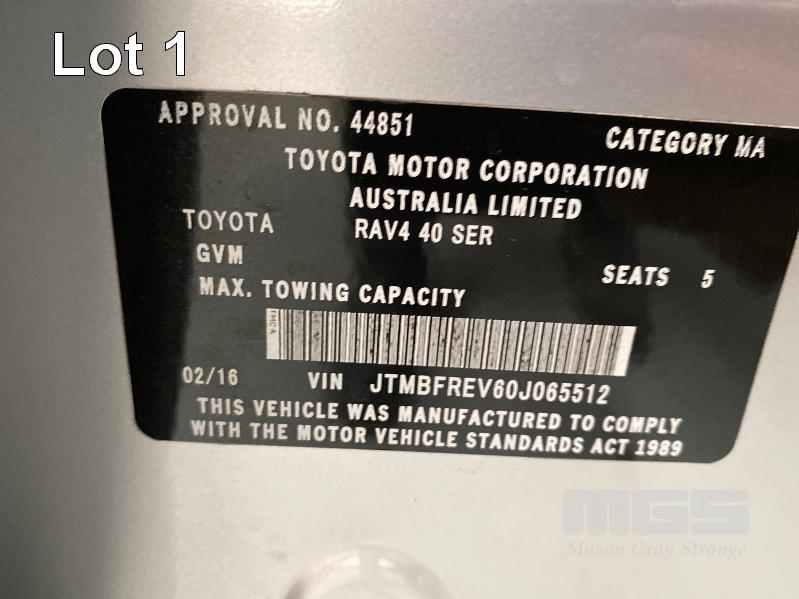 Lot 1
APPROVAL NO. 44851
CATEGORY MA
TOYOTA MOTOR CORPORATION
AUSTRALIA LIMITED
TOYOTA RAV4 40 SER
GVM
SEATS 5
MAX. TOWING CAPACITY
TMCA
02/16 VIN JTMBFREV60J065512
THIS VEHICLE WAS MANUFACTURED TO COMPLY
WITH THE MOTOR VEHICLE STANDARDS ACT 1989
MGS
Mason Gray Strange